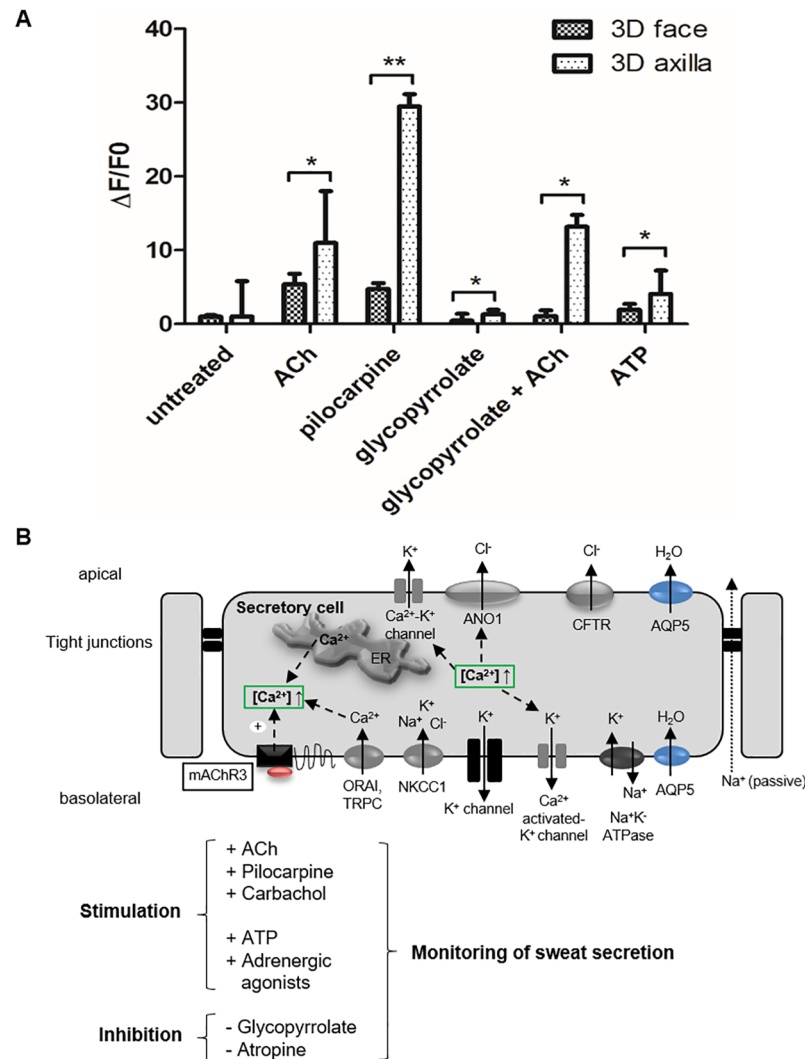 A
40
30
20
10
0
ΔF/F0
3D face
3D axilla
*
**
*
*
*
untreated
ACh
pilocarpine
glycopyrrolate
glycopyrrolate + ACh
ATP
B
apical
Tight junctions
basolateral
K⁺
Cl⁻
Cl⁻
H₂O
Secretory cell
Ca²⁺
ER
Ca²⁺-K⁺
channel
ANO1
CFTR
AQP5
[Ca²⁺] ↑
[Ca²⁺] ↑
+
mAChR3
Ca²⁺
ORAI,
TRPC
K⁺
Na⁺ Cl⁻
NKCC1
K⁺
K⁺ channel
K⁺
Ca²⁺
activated-
K⁺ channel
K⁺
Na⁺
Na⁺K⁻
ATPase
H₂O
AQP5
Na⁺ (passive)
Stimulation
+ ACh
+ Pilocarpine
+ Carbachol
+ ATP
+ Adrenergic
agonists
Inhibition
- Glycopyrrolate
- Atropine
Monitoring of sweat secretion